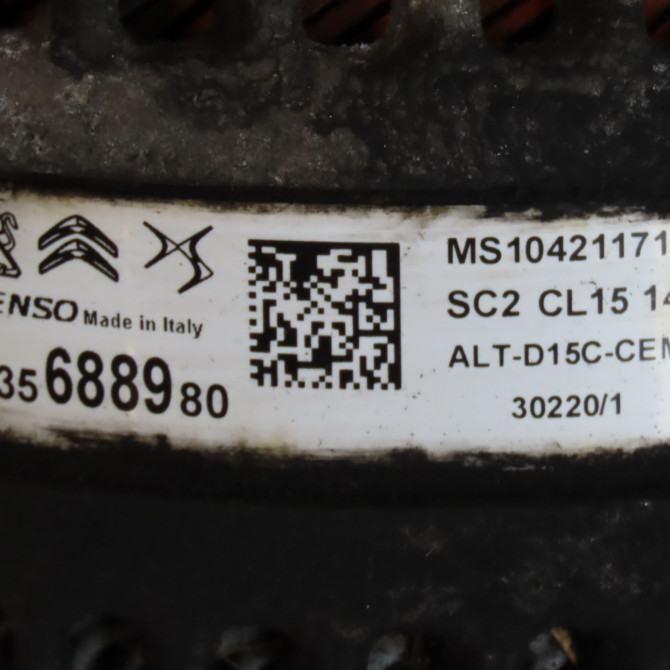 ENSO Made in Italy
35 6889 80
MS10421171
SC2 CL15 14
ALT-D15C-CEM
30220/1